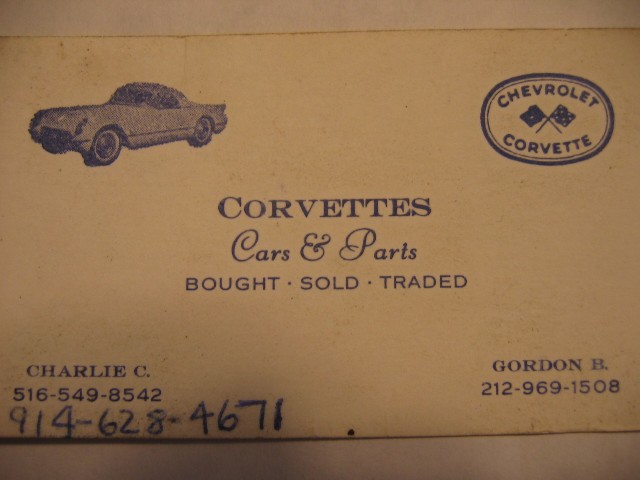 CHEVROLET
CORVETTE
CORVETTES
Cars & Parts
BOUGHT · SOLD · TRADED
CHARLIE C.
516-549-8542
914-628-4671
GORDON B.
212-969-1508